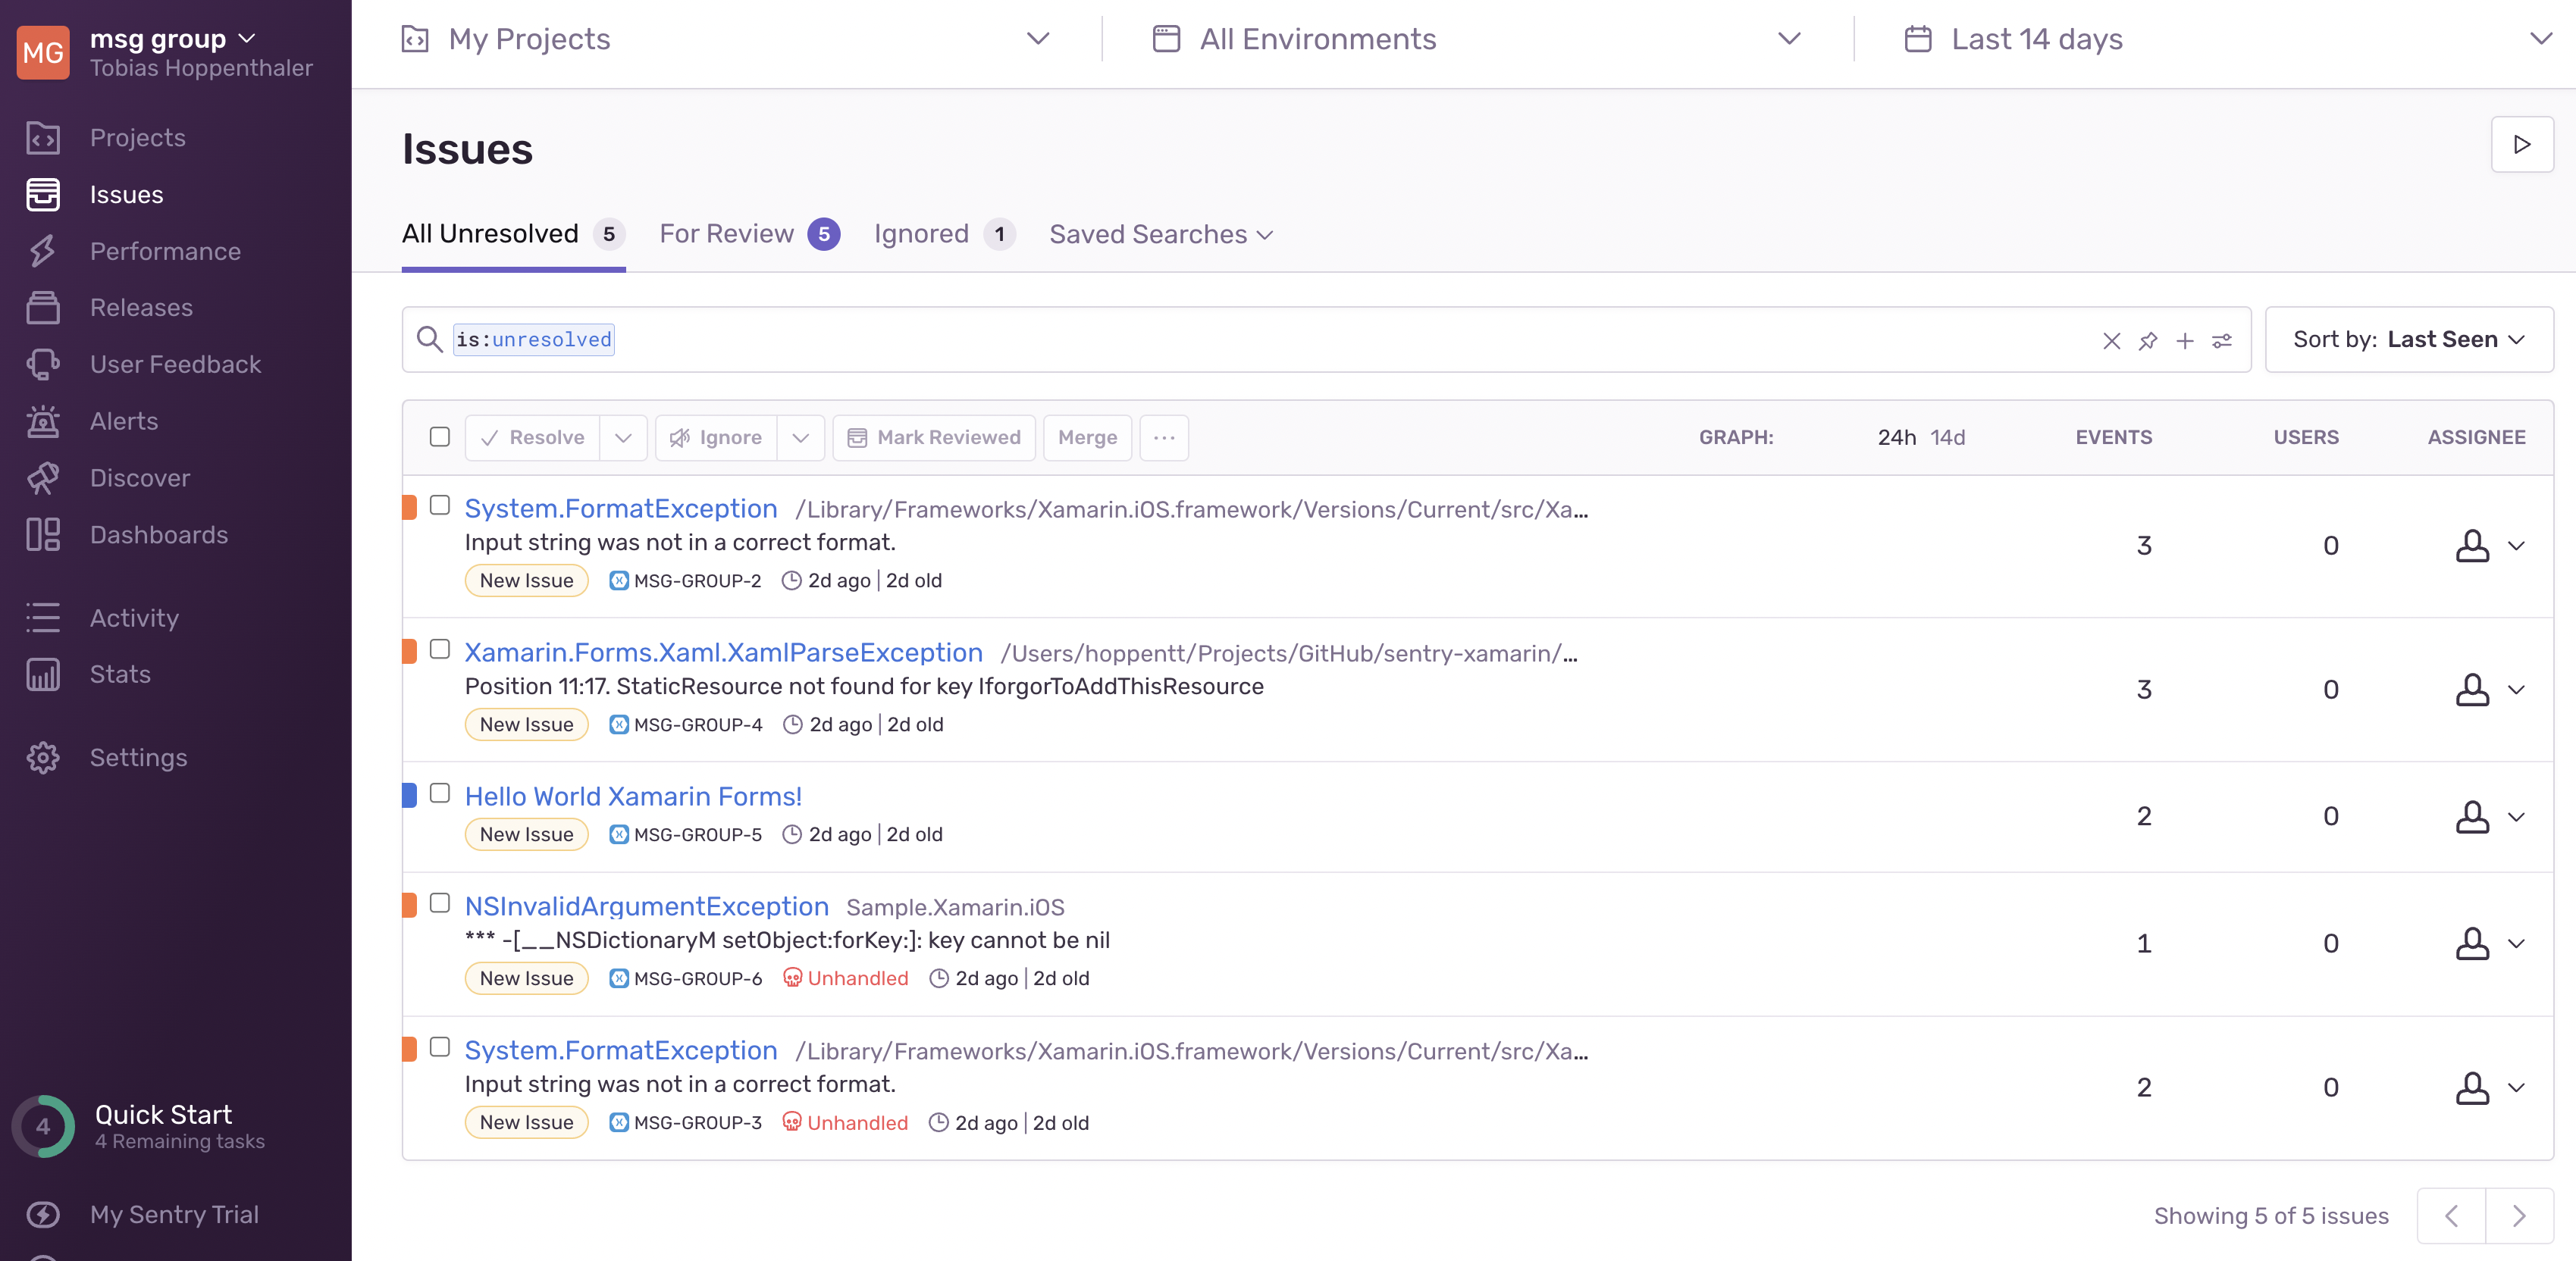 MG
msg group
Tobias Hoppenthaler
Projects
Issues
Performance
Releases
User Feedback
Alerts
Discover
Dashboards
Activity
Stats
Settings
4
Quick Start
4 Remaining tasks
My Sentry Trial
My Projects
All Environments
Last 14 days
Issues
All Unresolved 5 For Review 5 Ignored 1 Saved Searches
is:unresolved
Sort by: Last Seen
Resolve Ignore Mark Reviewed Merge ··· GRAPH: 24h 14d EVENTS USERS ASSIGNEE
System.FormatException /Library/Frameworks/Xamarin.iOS.framework/Versions/Current/src/Xa...
Input string was not in a correct format.
New Issue MSG-GROUP-2 2d ago | 2d old
3 0
Xamarin.Forms.Xaml.XamlParseException /Users/hoppentt/Projects/GitHub/sentry-xamarin/...
Position 11:17. StaticResource not found for key IforgorToAddThisResource
New Issue MSG-GROUP-4 2d ago | 2d old
3 0
Hello World Xamarin Forms!
New Issue MSG-GROUP-5 2d ago | 2d old
2 0
NSInvalidArgumentException Sample.Xamarin.iOS
*** -[__NSDictionaryM setObject:forKey:]: key cannot be nil
New Issue MSG-GROUP-6 Unhandled 2d ago | 2d old
1 0
System.FormatException /Library/Frameworks/Xamarin.iOS.framework/Versions/Current/src/Xa...
Input string was not in a correct format.
New Issue MSG-GROUP-3 Unhandled 2d ago | 2d old
2 0
Showing 5 of 5 issues